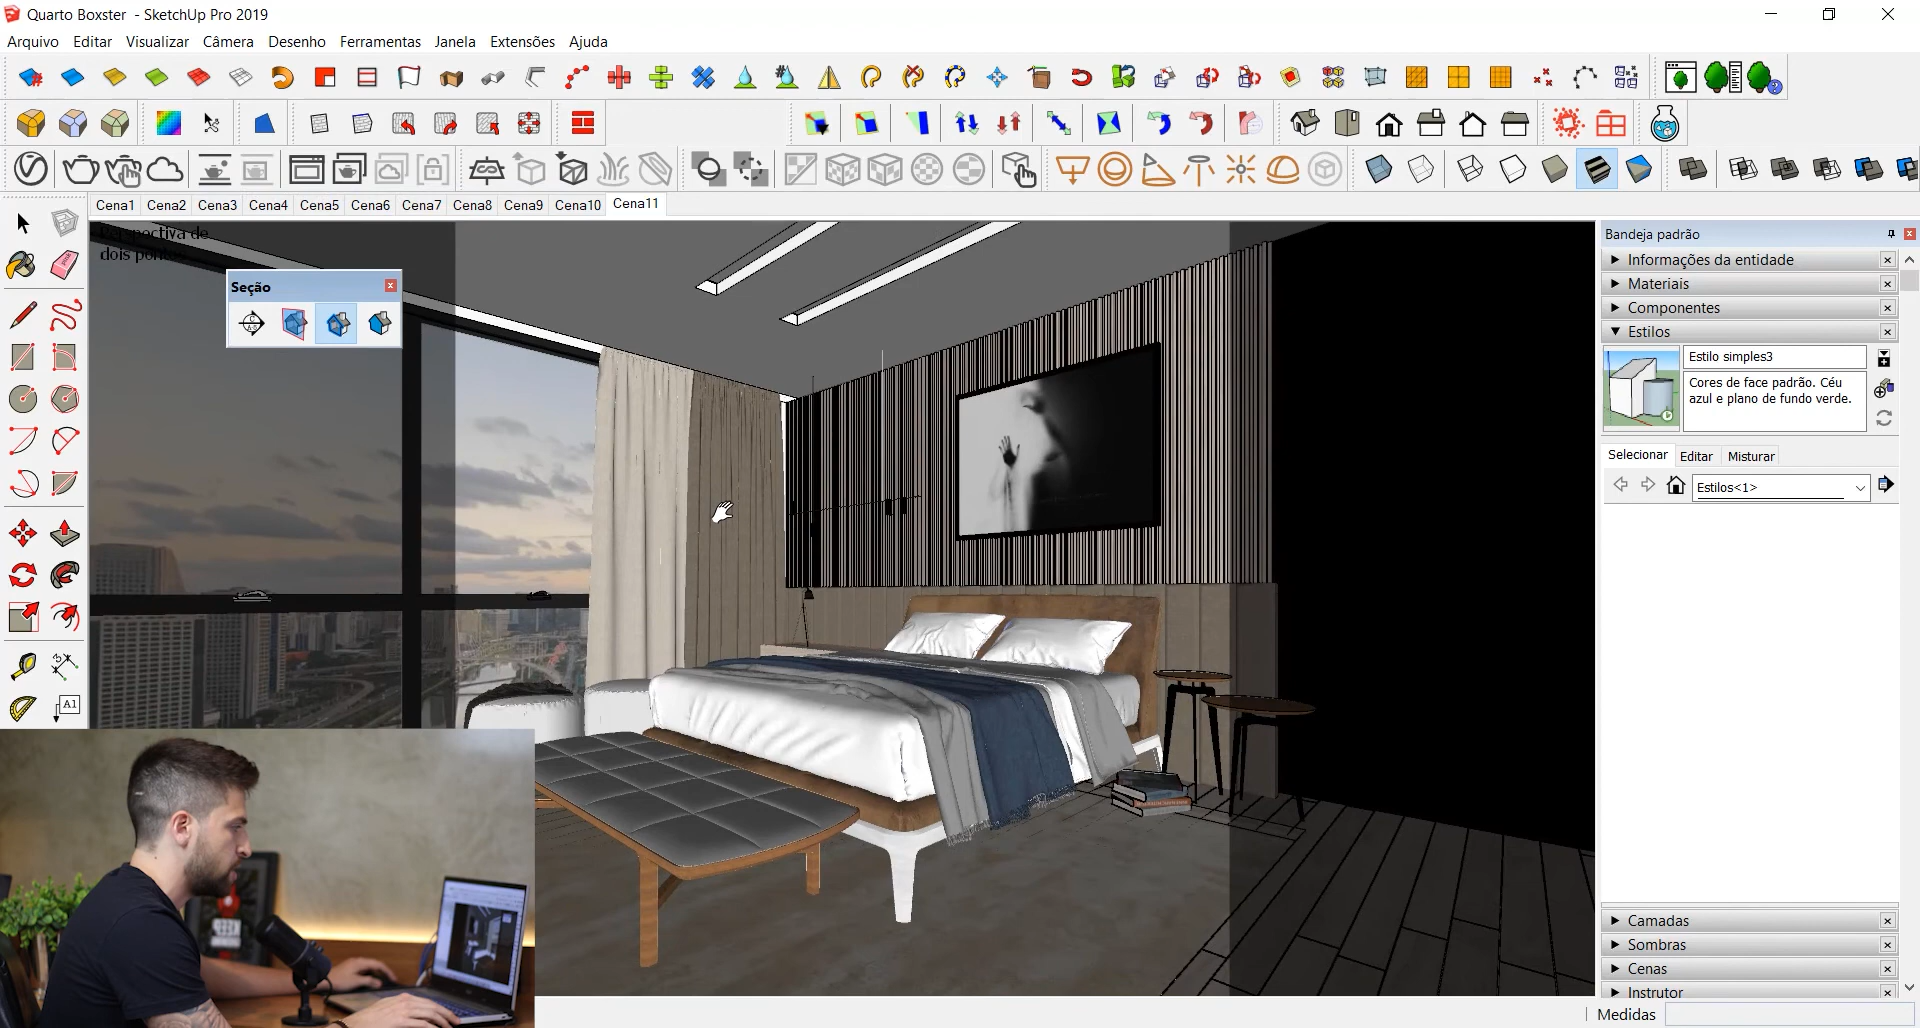 Quarto Boxster - SketchUp Pro 2019
Arquivo Editar Visualizar Câmera Desenho Ferramentas Janela Extensões Ajuda
Cena1 Cena2 Cena3 Cena4 Cena5 Cena6 Cena7 Cena8 Cena9 Cena10 Cena11
Perspectiva de
dois pontos
Seção
A1
Bandeja padrão
Informações da entidade
Materiais
Componentes
Estilos
Estilo simples3
Cores de face padrão. Céu
azul e plano de fundo verde.
Selecionar Editar Misturar
Estilos<1>
Camadas
Sombras
Cenas
Instrutor
Medidas